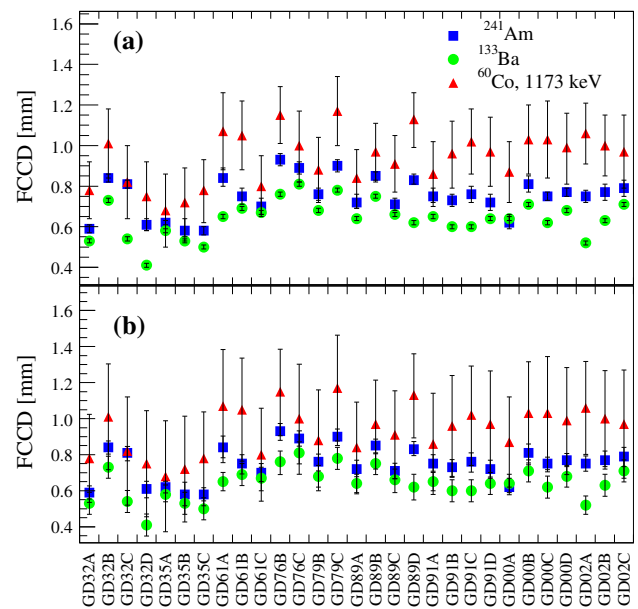 1.6
(a)
²⁴¹Am
1.4
¹³³Ba
1.2
⁶⁰Co, 1173 keV
1.0
0.8
0.6
0.4
FCCD [mm]
1.6
(b)
1.4
1.2
1.0
0.8
0.6
0.4
FCCD [mm]
GD32A
GD32B
GD32C
GD32D
GD35A
GD35B
GD35C
GD61A
GD61B
GD61C
GD76B
GD76C
GD79B
GD79C
GD89A
GD89B
GD89C
GD89D
GD91A
GD91B
GD91C
GD91D
GD00A
GD00B
GD00C
GD00D
GD02A
GD02B
GD02C